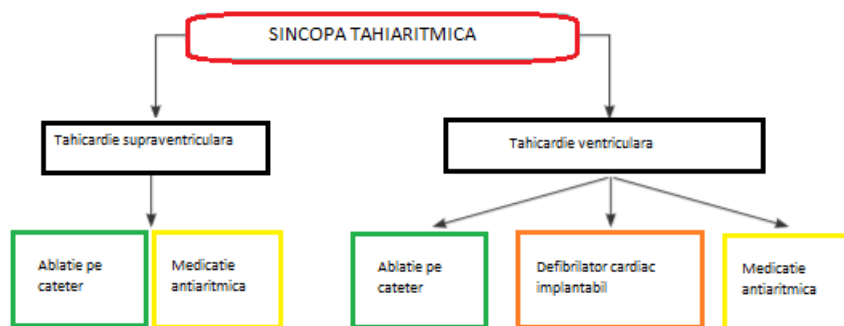 SINCOPA TAHIARITMICA
Tahicardie supraventriculara
Tahicardie ventriculara
Ablatie pe
cateter
Medicatie
antiaritmica
Ablatie pe
cateter
Defibrilator cardiac
implantabil
Medicatie
antiaritmica